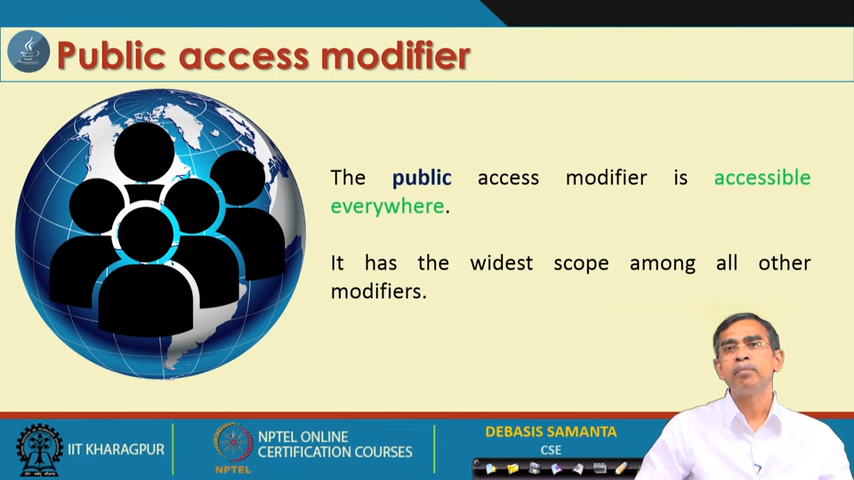 Public access modifier
The public access modifier is accessible
everywhere.
It has the widest scope among all other
modifiers.
IIT KHARAGPUR
NPTEL
NPTEL ONLINE
CERTIFICATION COURSES
DEBASIS SAMANTA
CSE